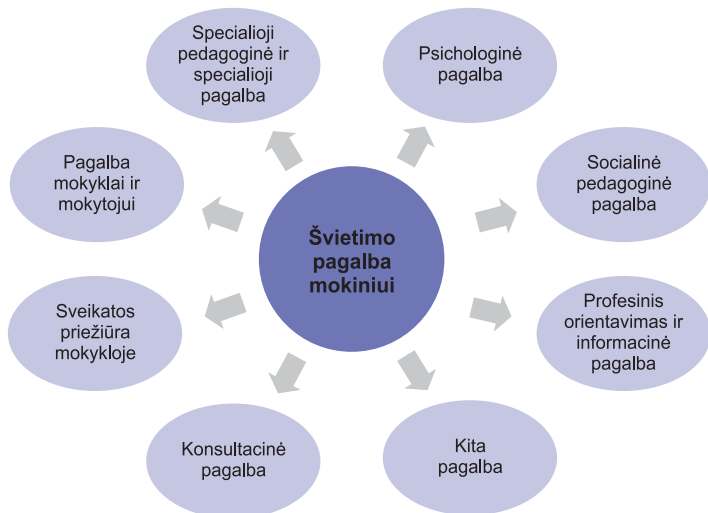 Specialioji
pedagoginė ir
specialioji
pagalba
Psichologinė
pagalba
Pagalba
mokyklai ir
mokytojui
Socialinė
pedagoginė
pagalba
Švietimo
pagalba
mokiniui
Sveikatos
priežiūra
mokykloje
Profesinis
orientavimas ir
informacinė
pagalba
Konsultacinė
pagalba
Kita
pagalba